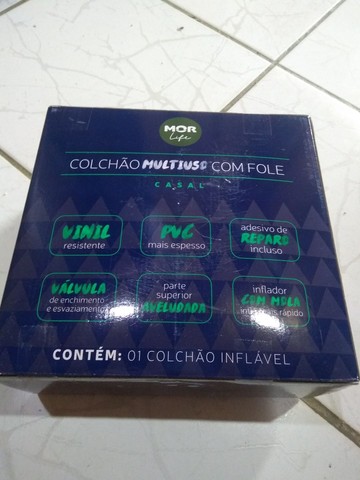 MOR
Life
COLCHÃO MULTIUSO COM FOLE
CASAL
VINIL
resistente
PVC
mais espesso
adesivo de
REPARO
incluso
VÁLVULA
de enchimento
e esvaziamento
parte
superior
AVELUDADA
inflador
COM MOLA
mais rápido
CONTÉM: 01 COLCHÃO INFLÁVEL